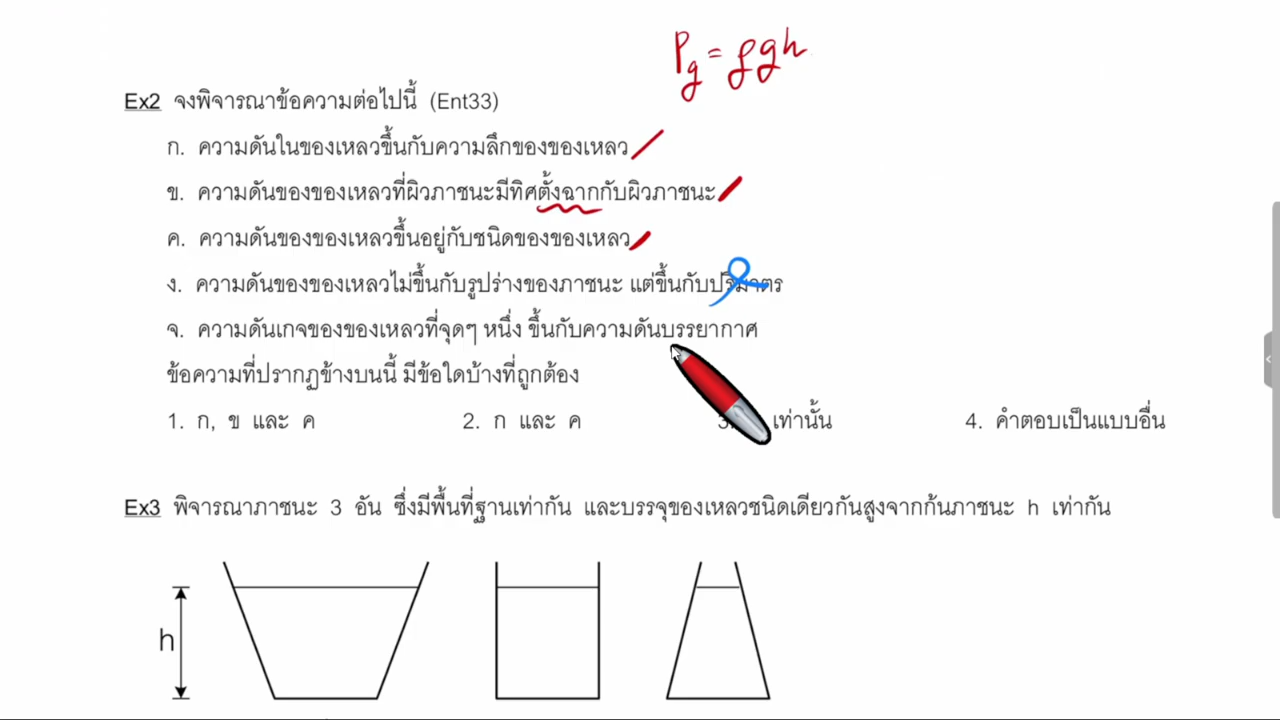 P_g = ρgh
Ex2 จงพิจารณาข้อความต่อไปนี้ (Ent33)
ก. ความดันในของเหลวขึ้นกับความลึกของของเหลว
ข. ความดันของของเหลวที่ผิวภาชนะมีทิศตั้งฉากกับผิวภาชนะ
ค. ความดันของของเหลวขึ้นอยู่กับชนิดของของเหลว
ง. ความดันของของเหลวไม่ขึ้นกับรูปร่างของภาชนะ แต่ขึ้นกับปริมาตร
จ. ความดันเกจของของเหลวที่จุดๆ หนึ่ง ขึ้นกับความดันบรรยากาศ
ข้อความที่ปรากฏข้างบนนี้ มีข้อใดบ้างที่ถูกต้อง
1. ก, ข และ ค 2. ก และ ค 3. เท่านั้น 4. คำตอบเป็นแบบอื่น
Ex3 พิจารณาภาชนะ 3 อัน ซึ่งมีพื้นที่ฐานเท่ากัน และบรรจุของเหลวชนิดเดียวกันสูงจากก้นภาชนะ h เท่ากัน
h